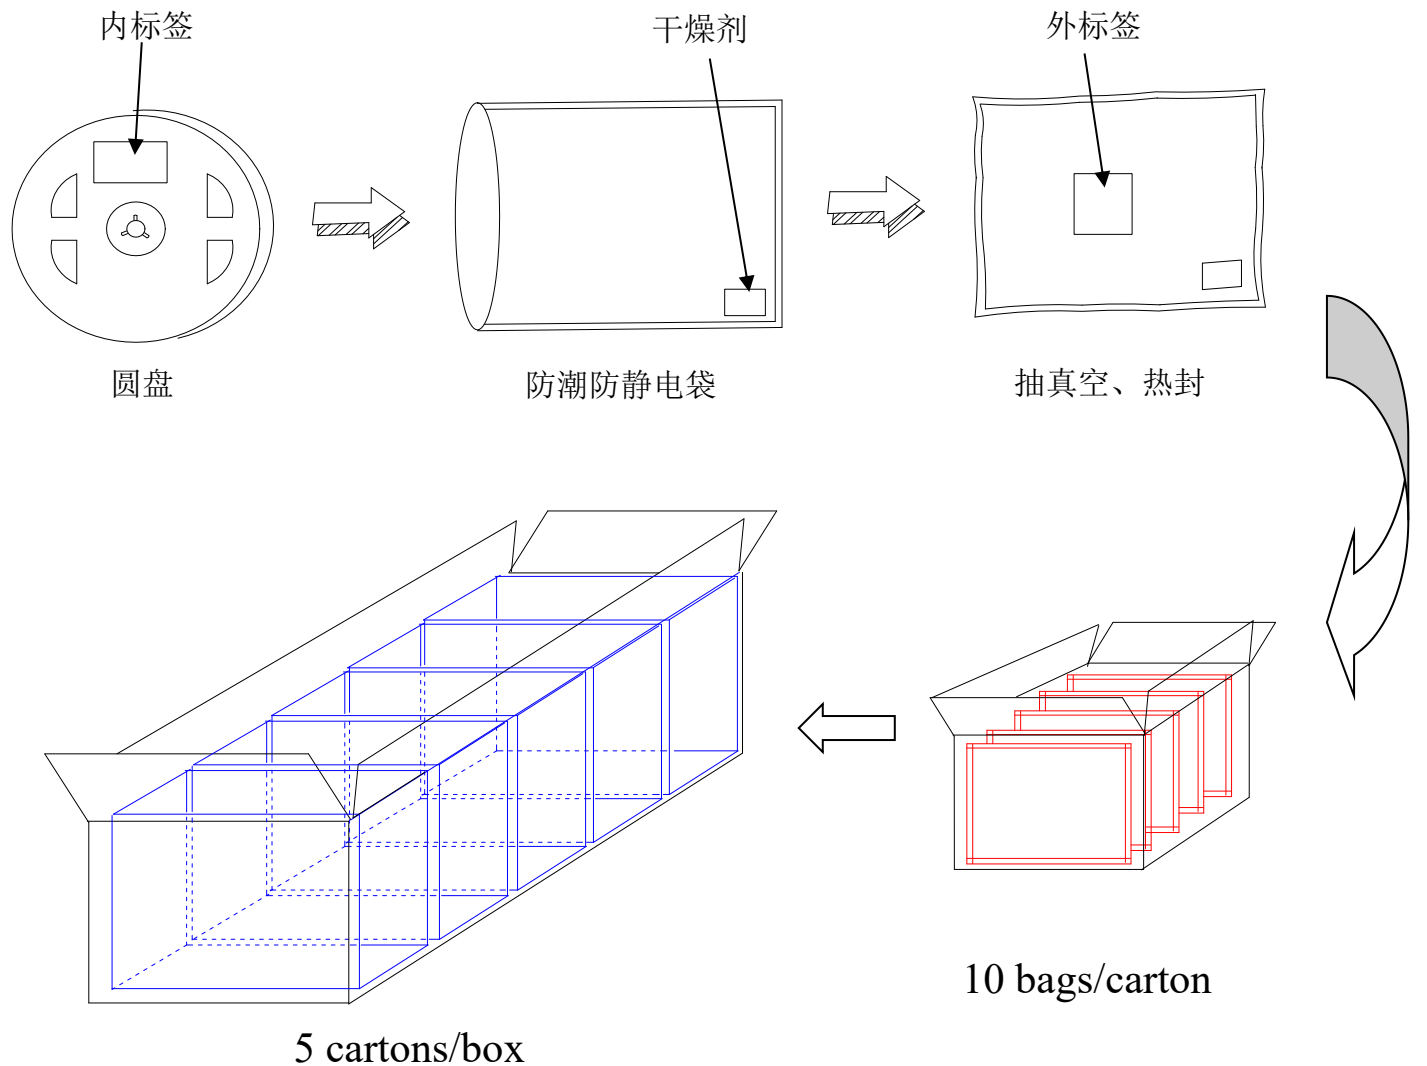 内标签
干燥剂
外标签
圆盘
防潮防静电袋
抽真空、热封
10 bags/carton
5 cartons/box